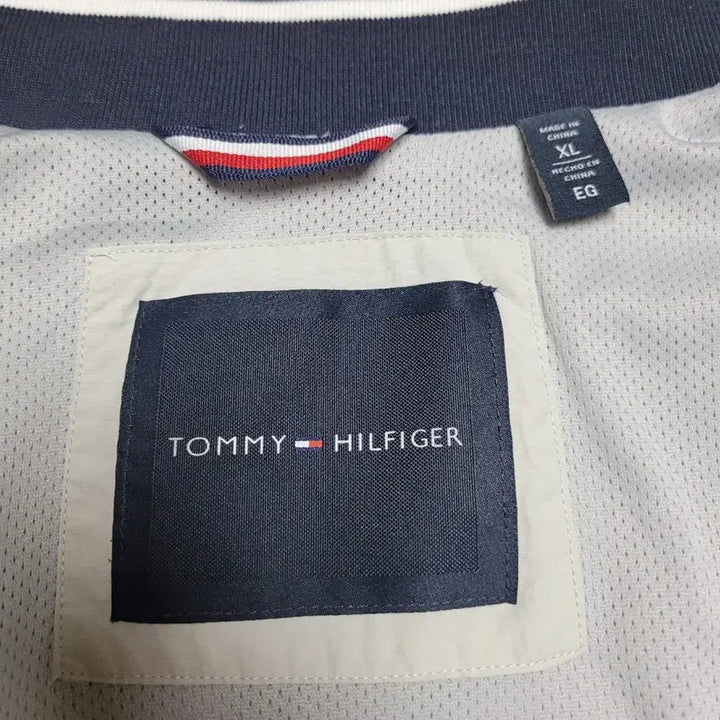 MADE IN
CHINA
XL
HECHO EN
CHINA
EG
TOMMY HILFIGER